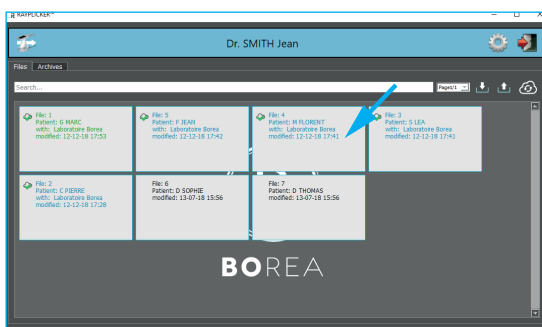 RAYPLICKER™
Dr. SMITH Jean
Files Archives
Search...
Page1/1
File: 1
Patient: G MARC
with: Laboratoire Borea
modified: 12-12-18 17:53
File: 5
Patient: F JEAN
with: Laboratoire Borea
modified: 12-12-18 17:42
File: 4
Patient: M FLORENT
with: Laboratoire Borea
modified: 12-12-18 17:41
File: 3
Patient: S LEA
with: Laboratoire Borea
modified: 12-12-18 17:41
File: 2
Patient: C PIERRE
with: Laboratoire Borea
modified: 12-12-18 17:28
File: 6
Patient: D SOPHIE
modified: 13-07-18 15:56
File: 7
Patient: D THOMAS
modified: 13-07-18 15:56
BOREA